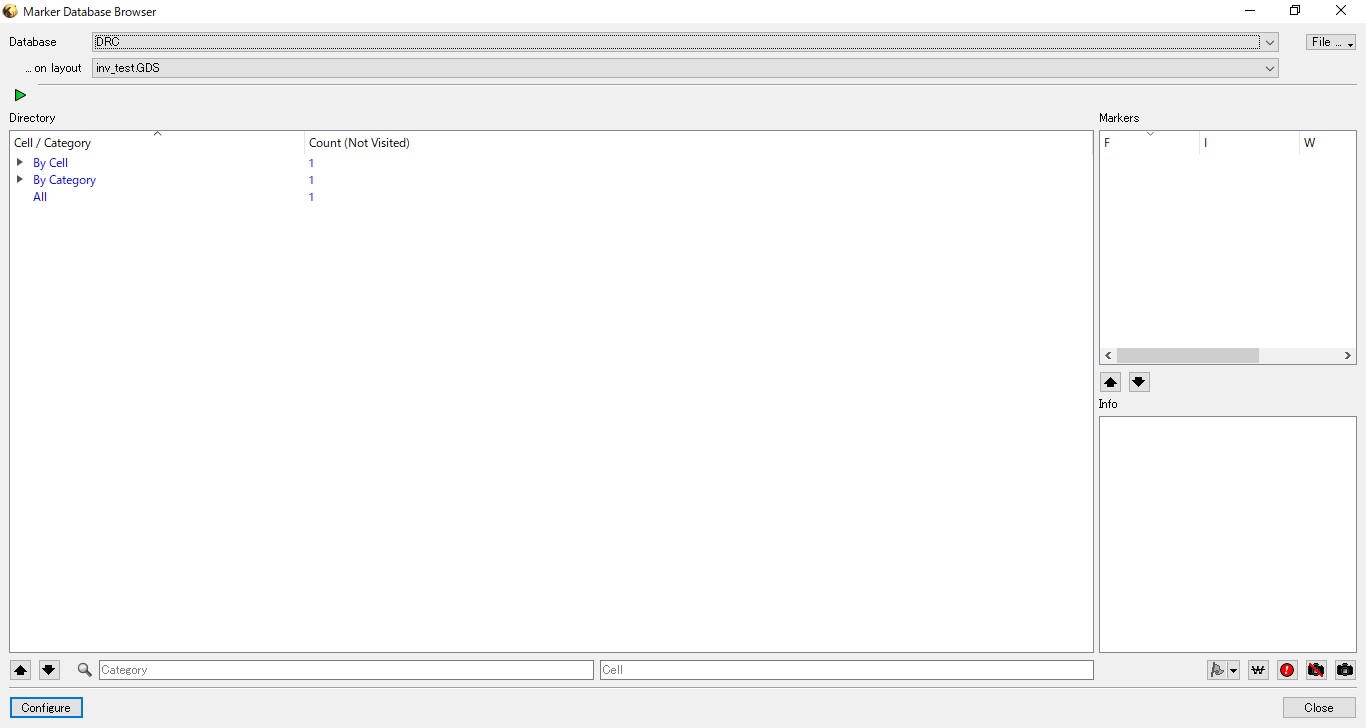 Marker Database Browser
Database DRC File ...
... on layout inv_test.GDS
Directory Markers
Cell / Category Count (Not Visited) F I W
By Cell 1
By Category 1
All 1
Info
Category Cell
Configure Close